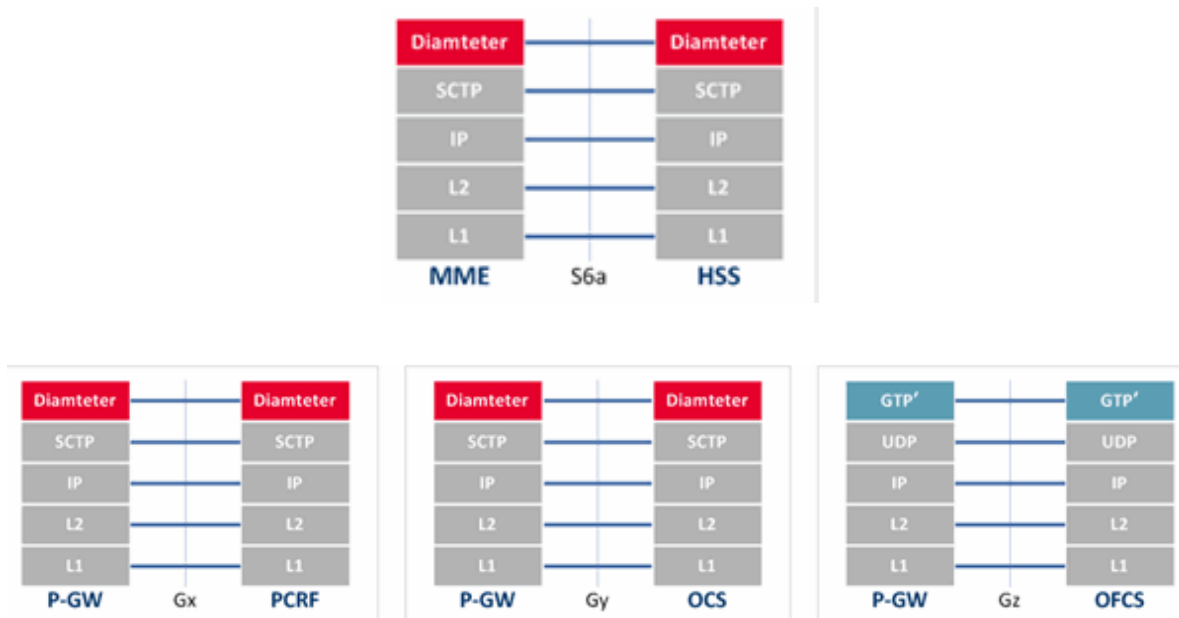 Diamteter Diamteter
SCTP SCTP
IP IP
L2 L2
L1 L1
MME S6a HSS
Diamteter Diamteter
SCTP SCTP
IP IP
L2 L2
L1 L1
P-GW Gx PCRF
Diamteter Diamteter
SCTP SCTP
IP IP
L2 L2
L1 L1
P-GW Gy OCS
GTP′ GTP′
UDP UDP
IP IP
L2 L2
L1 L1
P-GW Gz OFCS